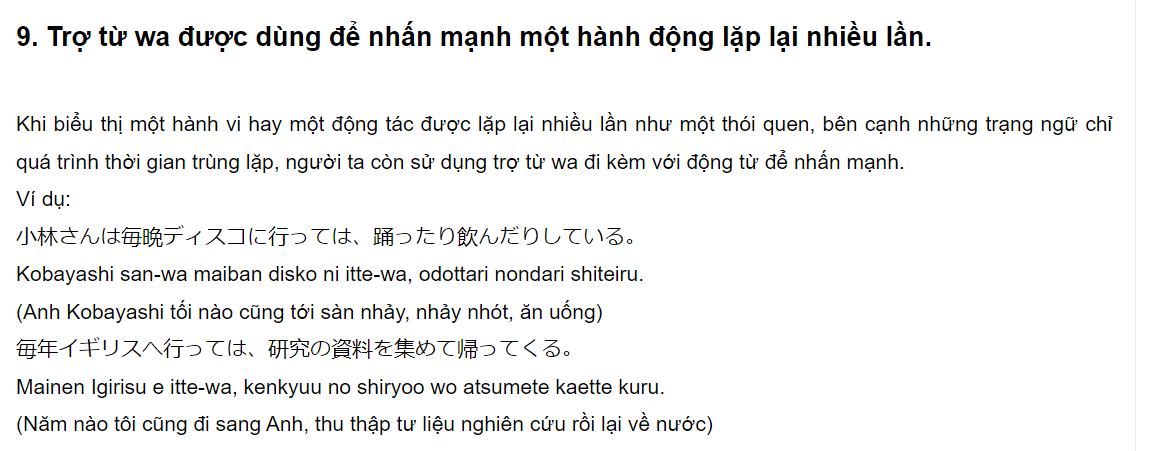 9. Trợ từ wa được dùng để nhấn mạnh một hành động lặp lại nhiều lần.
Khi biểu thị một hành vi hay một động tác được lặp lại nhiều lần như một thói quen, bên cạnh những trạng ngữ chỉ
quá trình thời gian trùng lặp, người ta còn sử dụng trợ từ wa đi kèm với động từ để nhấn mạnh.
Ví dụ:
小林さんは毎晩ディスコに行っては、踊ったり飲んだりしている。
Kobayashi san-wa maiban disko ni itte-wa, odottari nondari shiteiru.
(Anh Kobayashi tối nào cũng tới sàn nhảy, nhảy nhót, ăn uống)
毎年イギリスへ行っては、研究の資料を集めて帰ってくる。
Mainen Igirisu e itte-wa, kenkyuu no shiryoo wo atsumete kaette kuru.
(Năm nào tôi cũng đi sang Anh, thu thập tư liệu nghiên cứu rồi lại về nước)